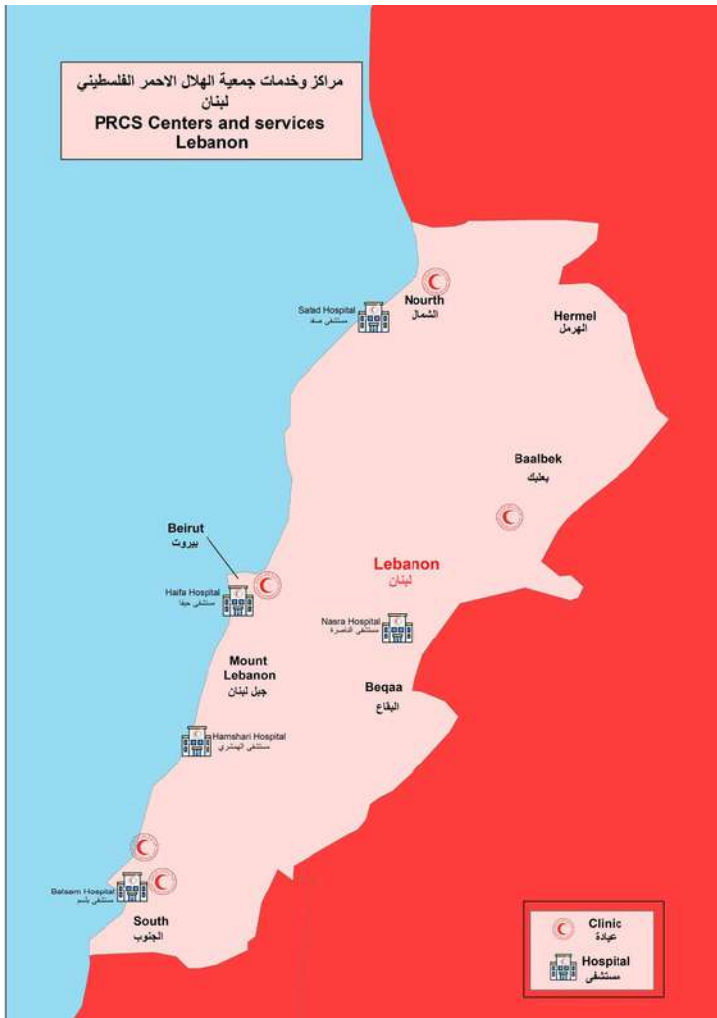 مراكز وخدمات جمعية الهلال الاحمر الفلسطيني
لبنان
PRCS Centers and services
Lebanon
Nourth
الشمال
Safad Hospital
مستشفى صفد
Hermel
الهرمل
Baalbek
بعلبك
Beirut
بيروت
Lebanon
لبنان
Haifa Hospital
مستشفى حيفا
Nasra Hospital
مستشفى الناصرة
Mount
Lebanon
جبل لبنان
Beqaa
البقاع
Hamshari Hospital
مستشفى الهمشري
Balsam Hospital
مستشفى بلسم
South
الجنوب
Clinic
عيادة
Hospital
مستشفى